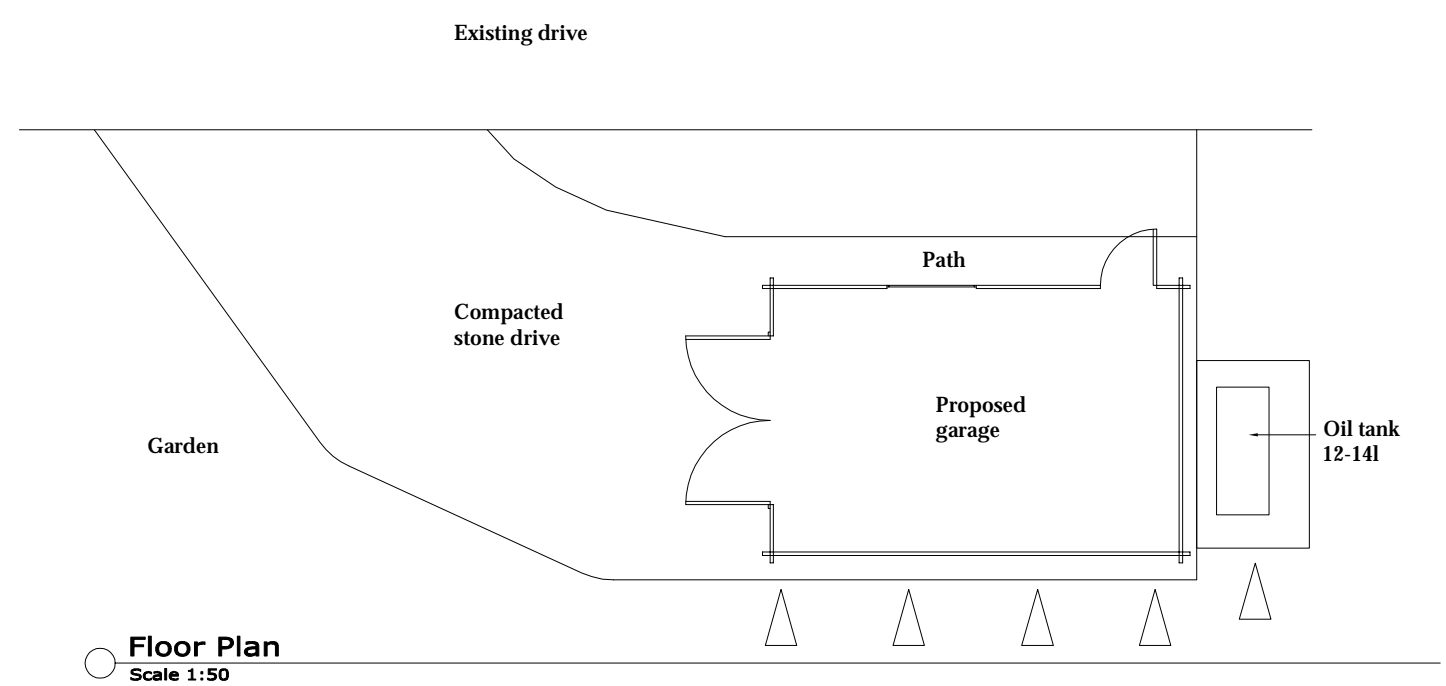 Existing drive
Path
Compacted
stone drive
Proposed
garage
Garden
Oil tank
12-14l
Floor Plan
Scale 1:50